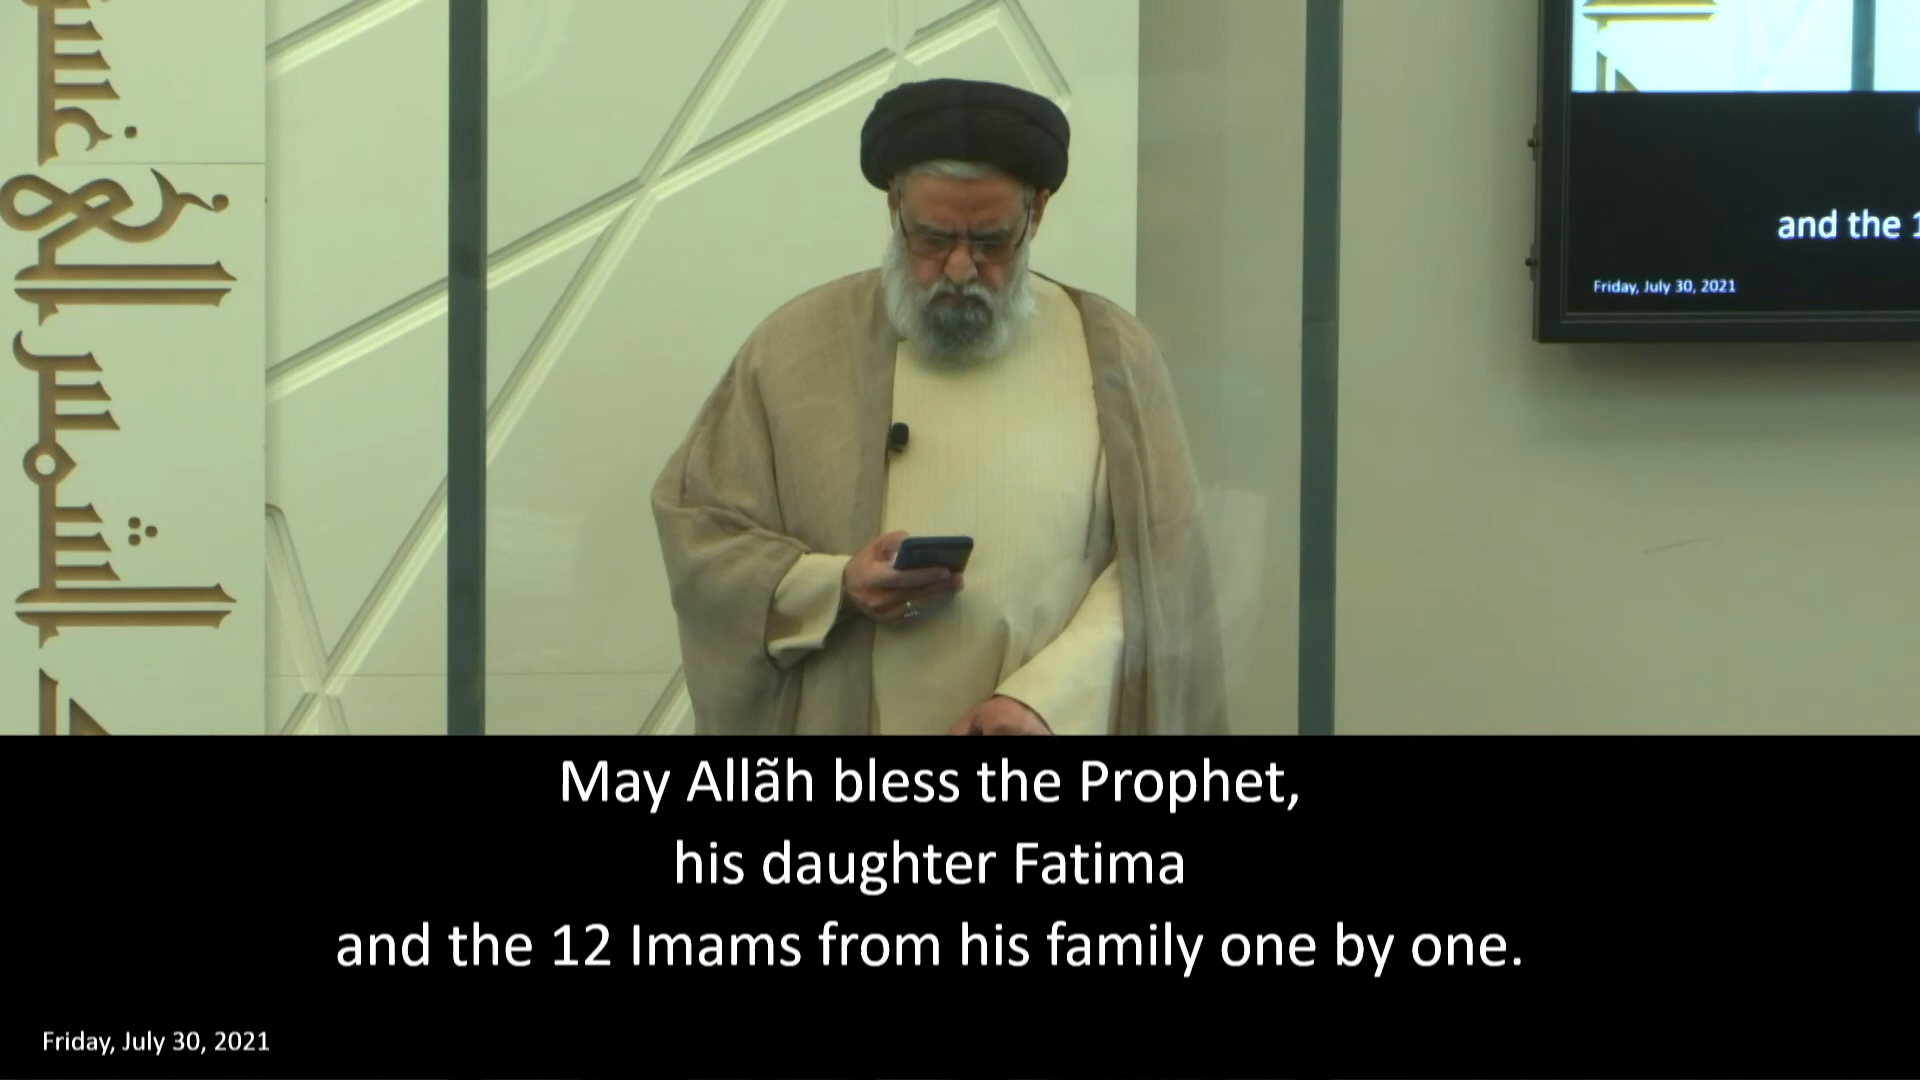 and the 1
Friday, July 30, 2021
May Allãh bless the Prophet,
his daughter Fatima
and the 12 Imams from his family one by one.
Friday, July 30, 2021